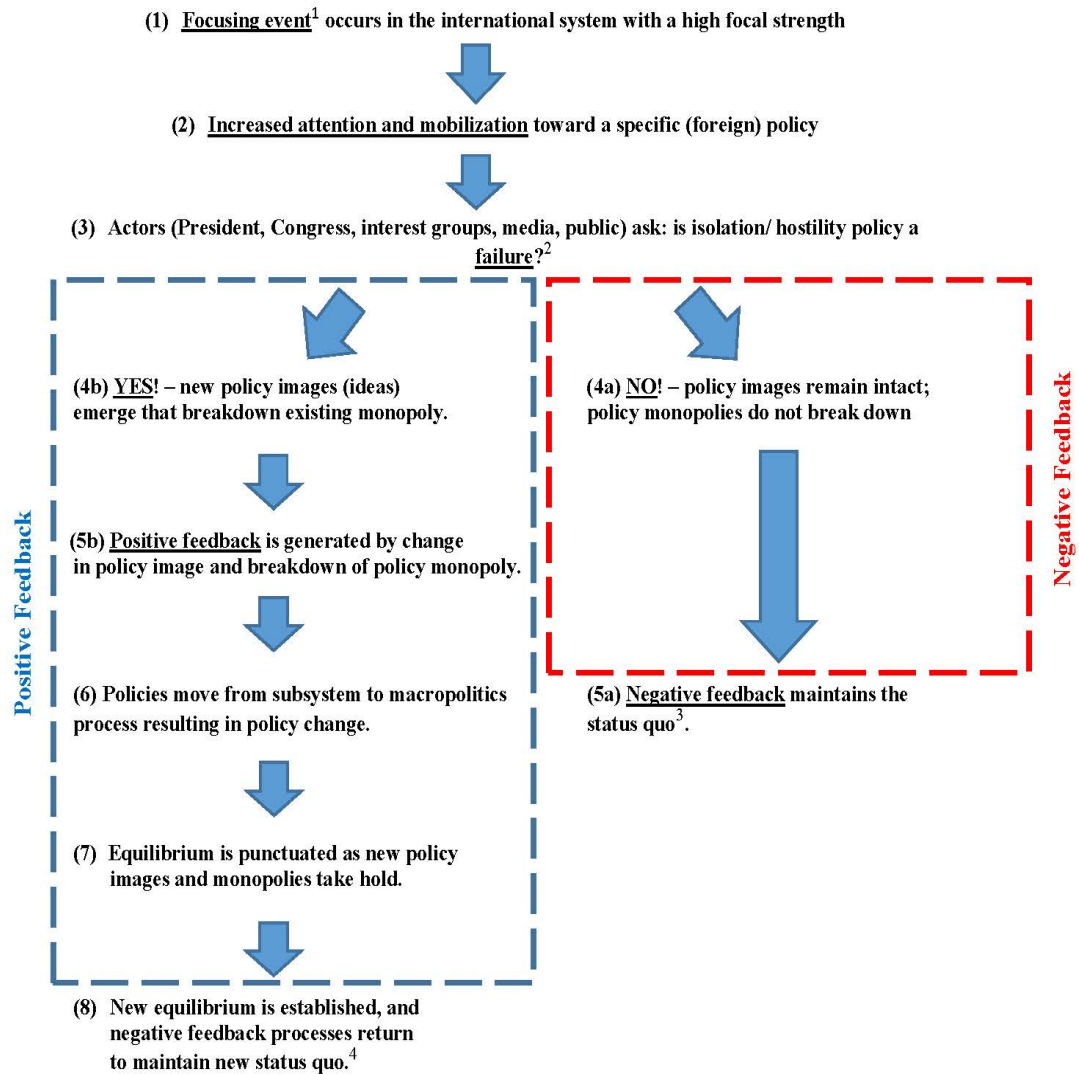 (1) Focusing event1 occurs in the international system with a high focal strength
(2) Increased attention and mobilization toward a specific (foreign) policy
(3) Actors (President, Congress, interest groups, media, public) ask: is isolation/ hostility policy a
failure?2
Positive Feedback
(4b) YES! – new policy images (ideas)
emerge that breakdown existing monopoly.
(5b) Positive feedback is generated by change
in policy image and breakdown of policy monopoly.
(6) Policies move from subsystem to macropolitics
process resulting in policy change.
(7) Equilibrium is punctuated as new policy
images and monopolies take hold.
(8) New equilibrium is established, and
negative feedback processes return
to maintain new status quo.4
(4a) NO! – policy images remain intact;
policy monopolies do not break down
(5a) Negative feedback maintains the
status quo3.
Negative Feedback